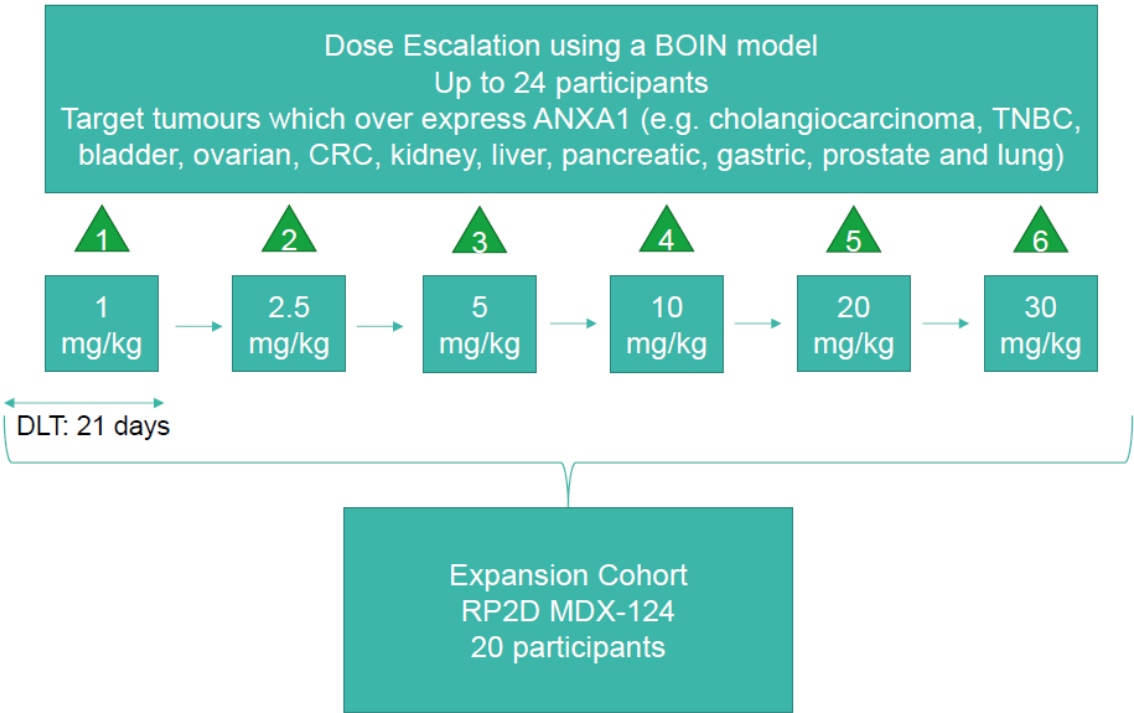 Dose Escalation using a BOIN model
Up to 24 participants
Target tumours which over express ANXA1 (e.g. cholangiocarcinoma, TNBC,
bladder, ovarian, CRC, kidney, liver, pancreatic, gastric, prostate and lung)
1
2
3
4
5
6
1
mg/kg
2.5
mg/kg
5
mg/kg
10
mg/kg
20
mg/kg
30
mg/kg
DLT: 21 days
Expansion Cohort
RP2D MDX-124
20 participants